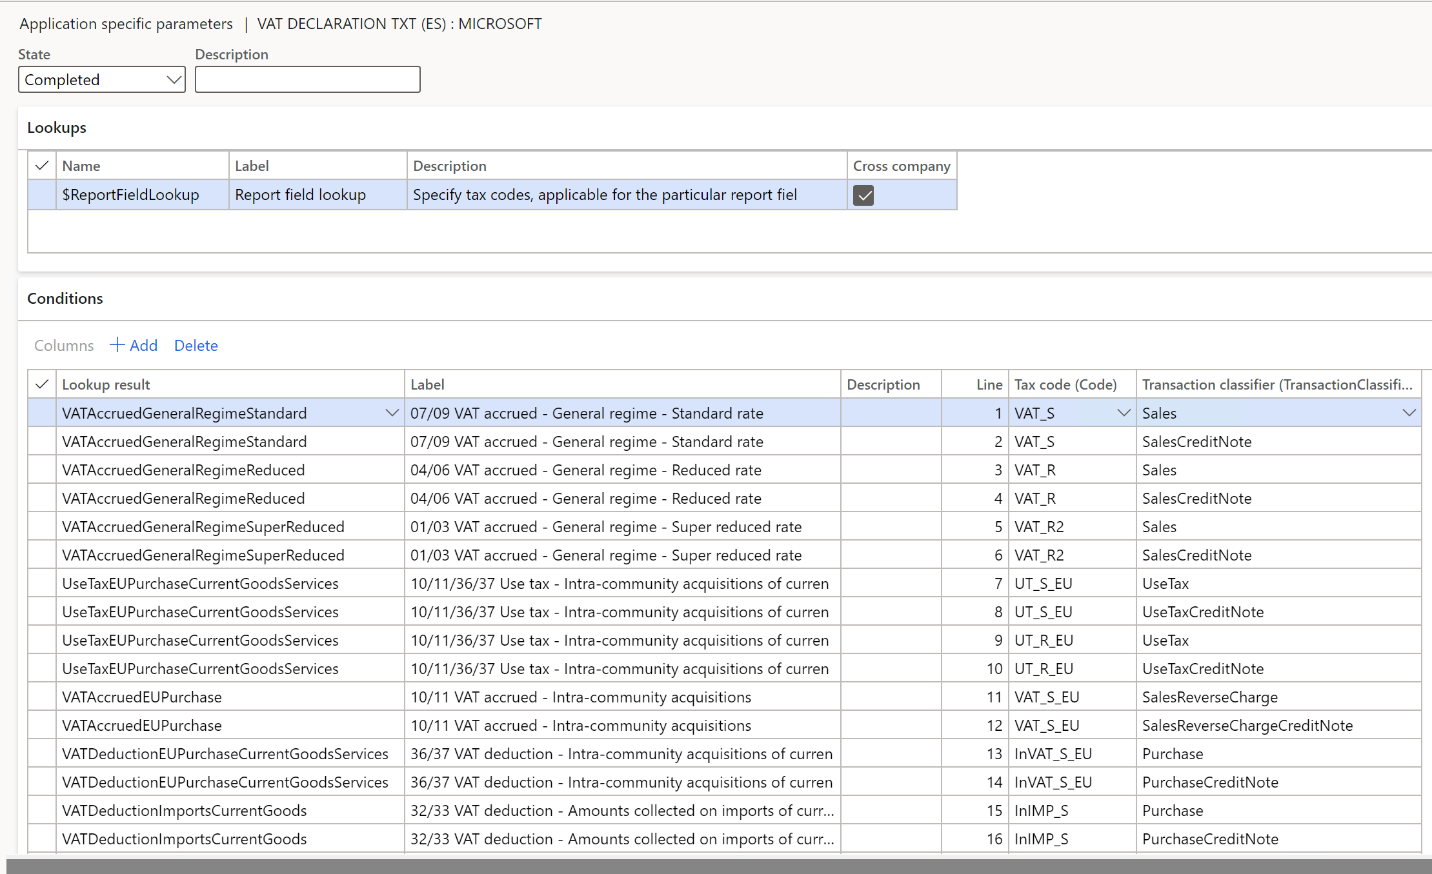 Application specific parameters | VAT DECLARATION TXT (ES) : MICROSOFT
State Description
Completed
Lookups
Name Label Description Cross company
$ReportFieldLookup Report field lookup Specify tax codes, applicable for the particular report fiel
Conditions
Columns + Add Delete
Lookup result Label Description Line Tax code (Code) Transaction classifier (TransactionClassifi...
VATAccruedGeneralRegimeStandard 07/09 VAT accrued - General regime - Standard rate 1 VAT_S Sales
VATAccruedGeneralRegimeStandard 07/09 VAT accrued - General regime - Standard rate 2 VAT_S SalesCreditNote
VATAccruedGeneralRegimeReduced 04/06 VAT accrued - General regime - Reduced rate 3 VAT_R Sales
VATAccruedGeneralRegimeReduced 04/06 VAT accrued - General regime - Reduced rate 4 VAT_R SalesCreditNote
VATAccruedGeneralRegimeSuperReduced 01/03 VAT accrued - General regime - Super reduced rate 5 VAT_R2 Sales
VATAccruedGeneralRegimeSuperReduced 01/03 VAT accrued - General regime - Super reduced rate 6 VAT_R2 SalesCreditNote
UseTaxEUPurchaseCurrentGoodsServices 10/11/36/37 Use tax - Intra-community acquisitions of curren 7 UT_S_EU UseTax
UseTaxEUPurchaseCurrentGoodsServices 10/11/36/37 Use tax - Intra-community acquisitions of curren 8 UT_S_EU UseTaxCreditNote
UseTaxEUPurchaseCurrentGoodsServices 10/11/36/37 Use tax - Intra-community acquisitions of curren 9 UT_R_EU UseTax
UseTaxEUPurchaseCurrentGoodsServices 10/11/36/37 Use tax - Intra-community acquisitions of curren 10 UT_R_EU UseTaxCreditNote
VATAccruedEUPurchase 10/11 VAT accrued - Intra-community acquisitions 11 VAT_S_EU SalesReverseCharge
VATAccruedEUPurchase 10/11 VAT accrued - Intra-community acquisitions 12 VAT_S_EU SalesReverseChargeCreditNote
VATDeductionEUPurchaseCurrentGoodsServices 36/37 VAT deduction - Intra-community acquisitions of curren 13 InVAT_S_EU Purchase
VATDeductionEUPurchaseCurrentGoodsServices 36/37 VAT deduction - Intra-community acquisitions of curren 14 InVAT_S_EU PurchaseCreditNote
VATDeductionImportsCurrentGoods 32/33 VAT deduction - Amounts collected on imports of curr... 15 InIMP_S Purchase
VATDeductionImportsCurrentGoods 32/33 VAT deduction - Amounts collected on imports of curr... 16 InIMP_S PurchaseCreditNote